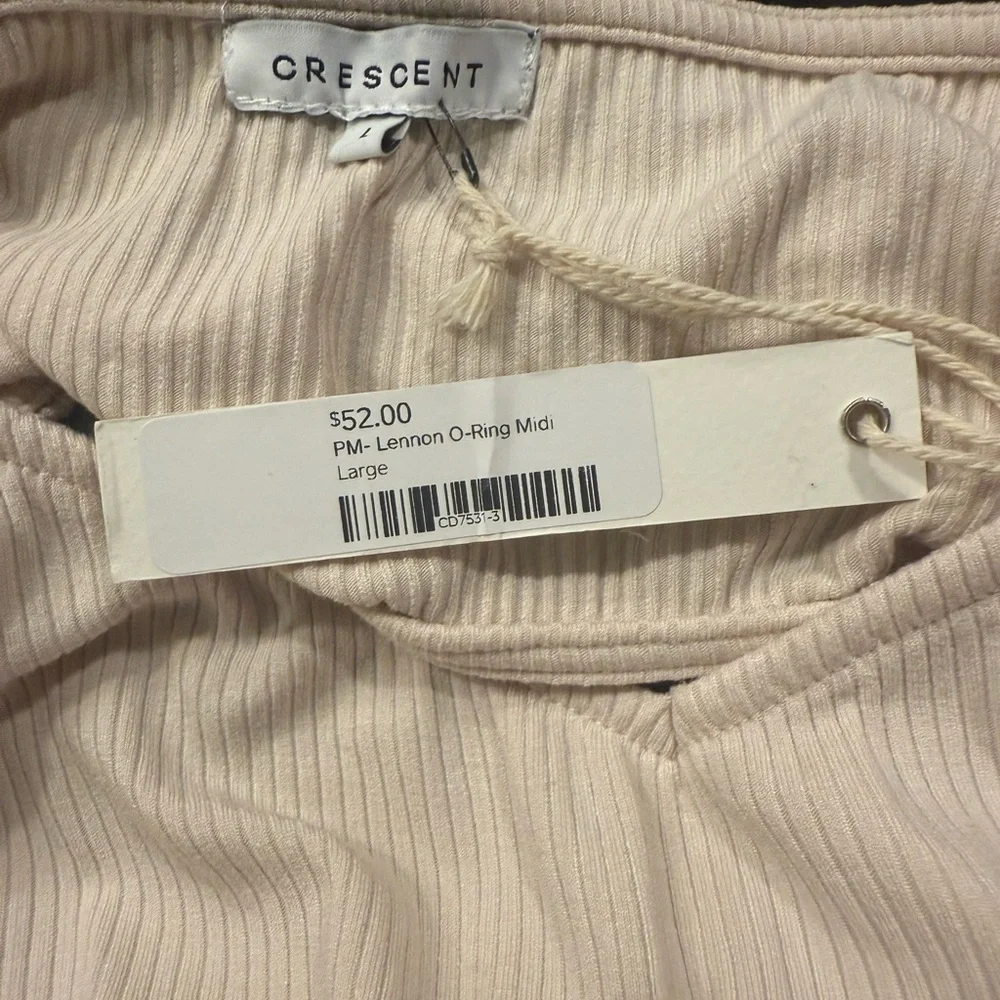 CRESCENT
$52.00
PM- Lennon O-Ring Midi
Large
CD7531-3